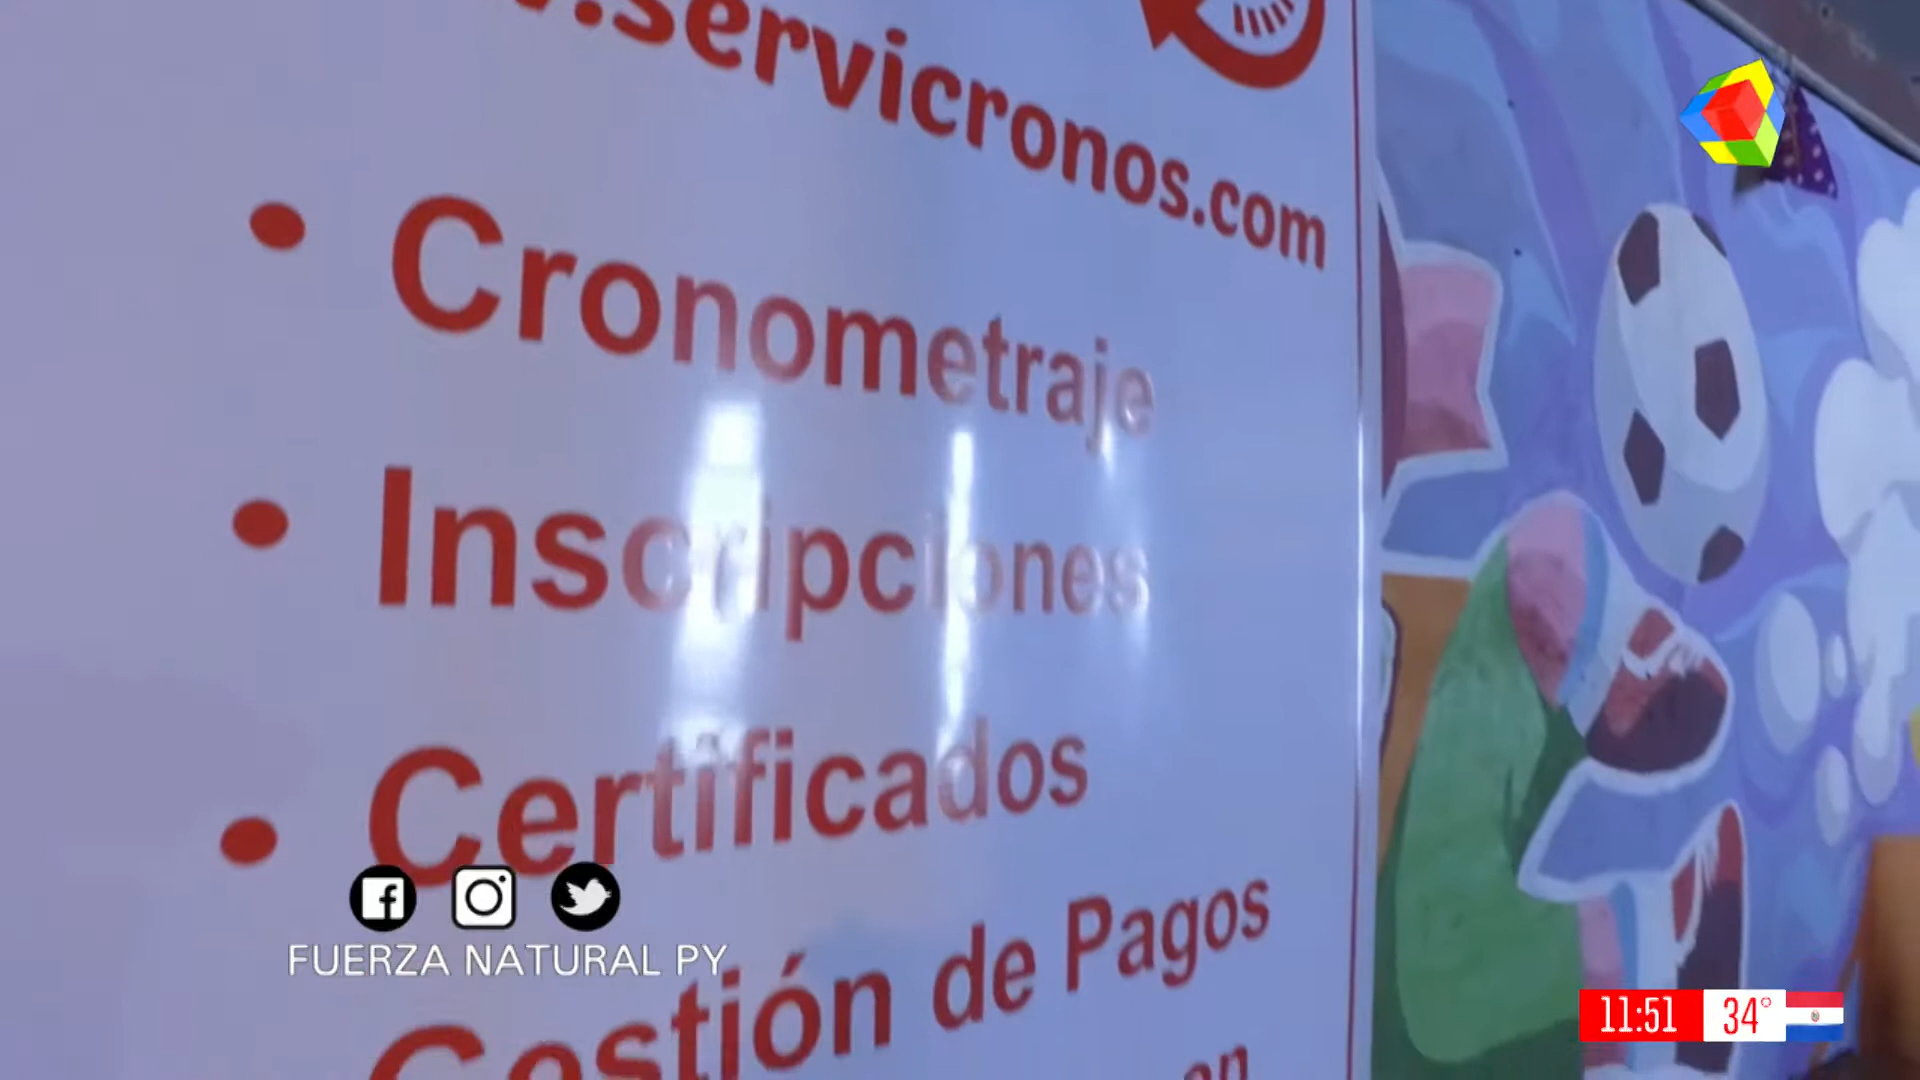 .servicronos.com
• Cronometraje
• Inscripciones
• Certificados
Gestión de Pagos
FUERZA NATURAL PY
11:51 34°